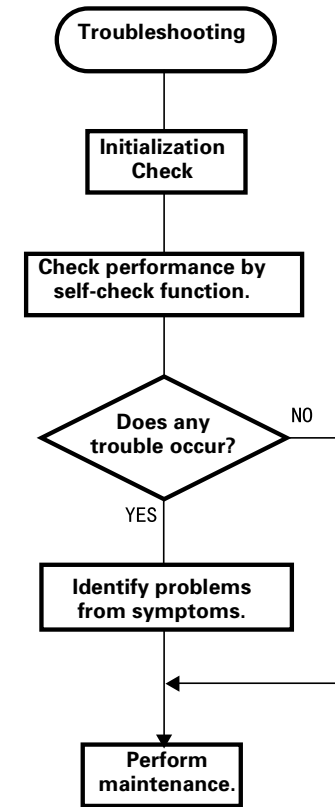 Troubleshooting
Initialization
Check
Check performance by
self-check function.
Does any
trouble occur?
NO
YES
Identify problems
from symptoms.
Perform
maintenance.